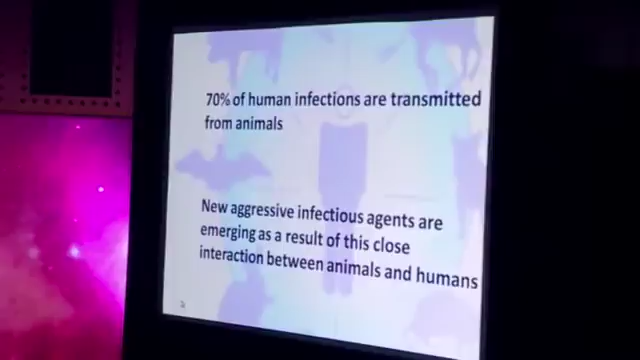 70% of human infections are transmitted
from animals
New aggressive infectious agents are
emerging as a result of this close
interaction between animals and humans